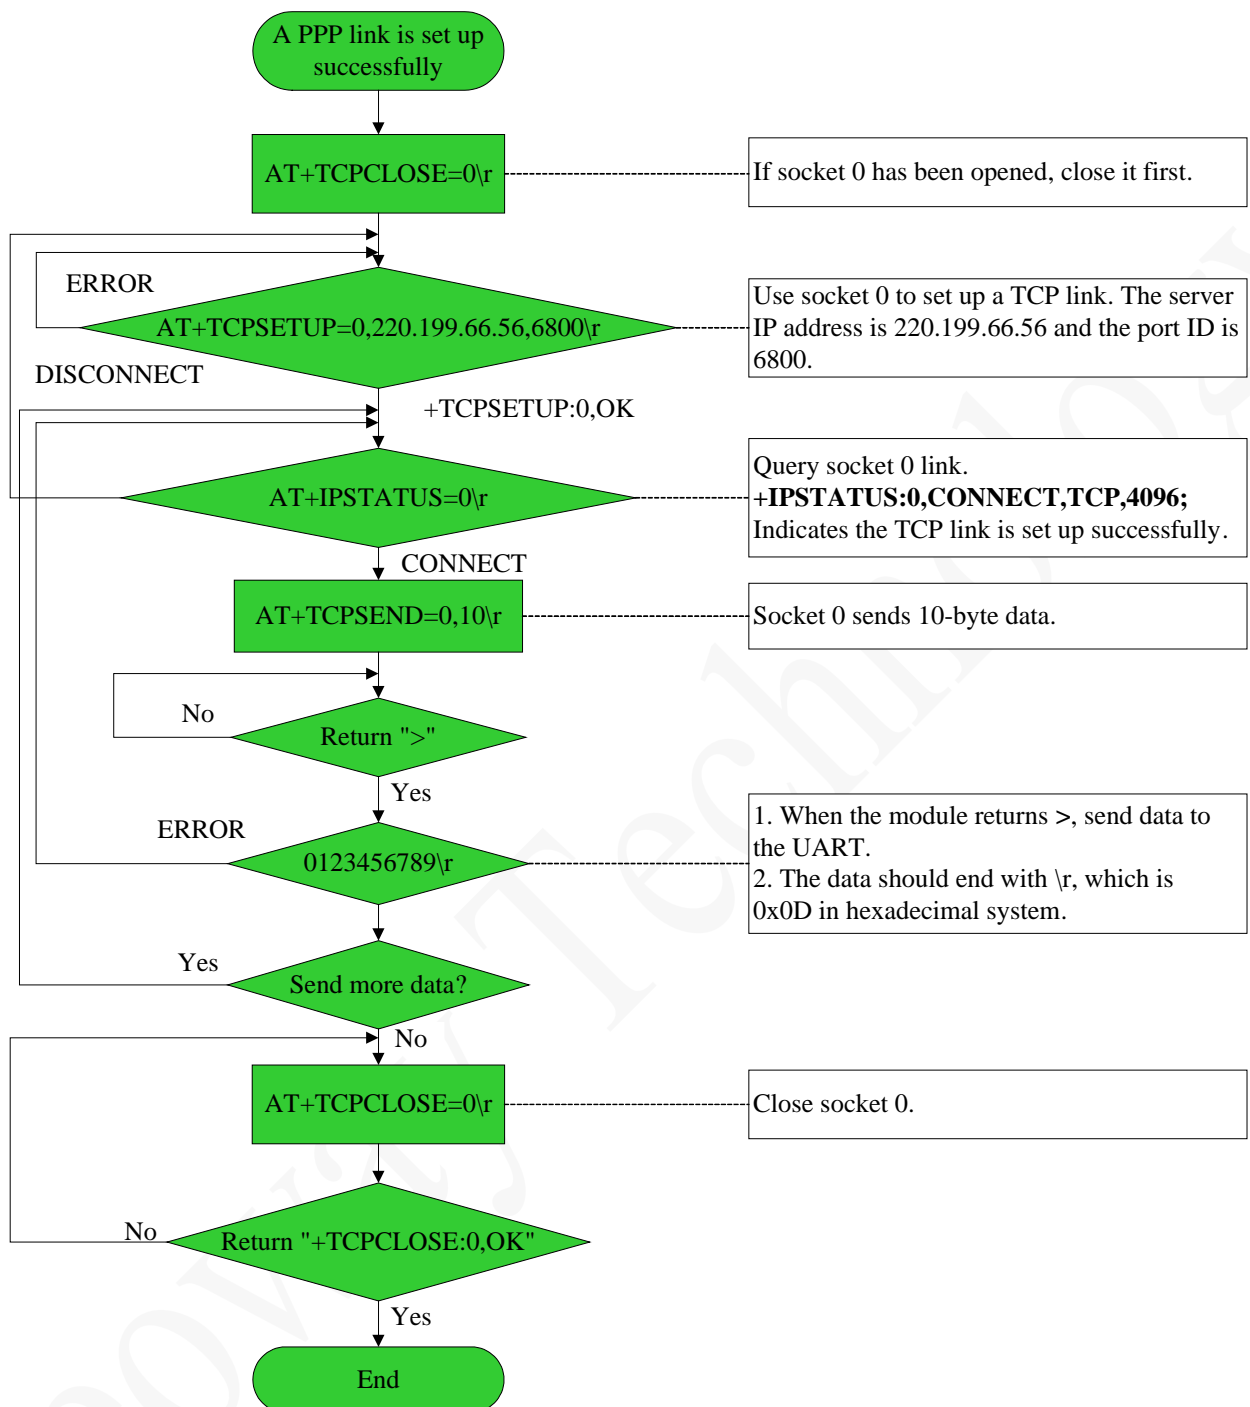 A PPP link is set up
successfully
AT+TCPCLOSE=0\r
If socket 0 has been opened, close it first.
ERROR
AT+TCPSETUP=0,220.199.66.56,6800\r
Use socket 0 to set up a TCP link. The server
IP address is 220.199.66.56 and the port ID is
6800.
DISCONNECT
+TCPSETUP:0,OK
AT+IPSTATUS=0\r
Query socket 0 link.
+IPSTATUS:0,CONNECT,TCP,4096;
Indicates the TCP link is set up successfully.
CONNECT
AT+TCPSEND=0,10\r
Socket 0 sends 10-byte data.
No
Return ">"
Yes
ERROR
0123456789\r
1. When the module returns >, send data to
the UART.
2. The data should end with \r, which is
0x0D in hexadecimal system.
Yes
Send more data?
No
AT+TCPCLOSE=0\r
Close socket 0.
No
Return "+TCPCLOSE:0,OK"
Yes
End
Technology